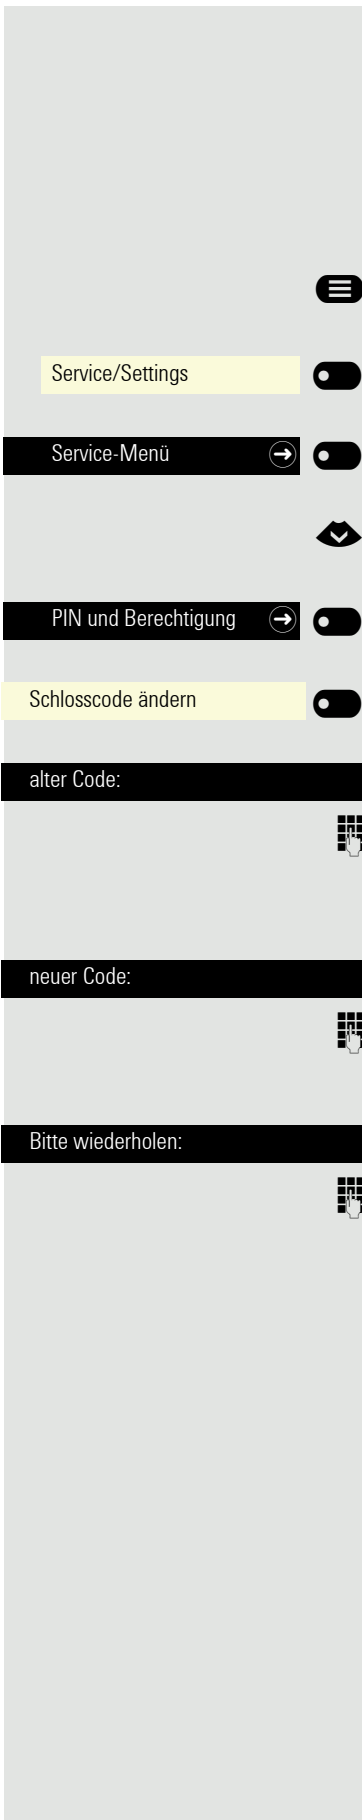 Service/Settings
Service-Menü
PIN und Berechtigung
Schlosscode ändern
alter Code:
neuer Code:
Bitte wiederholen: